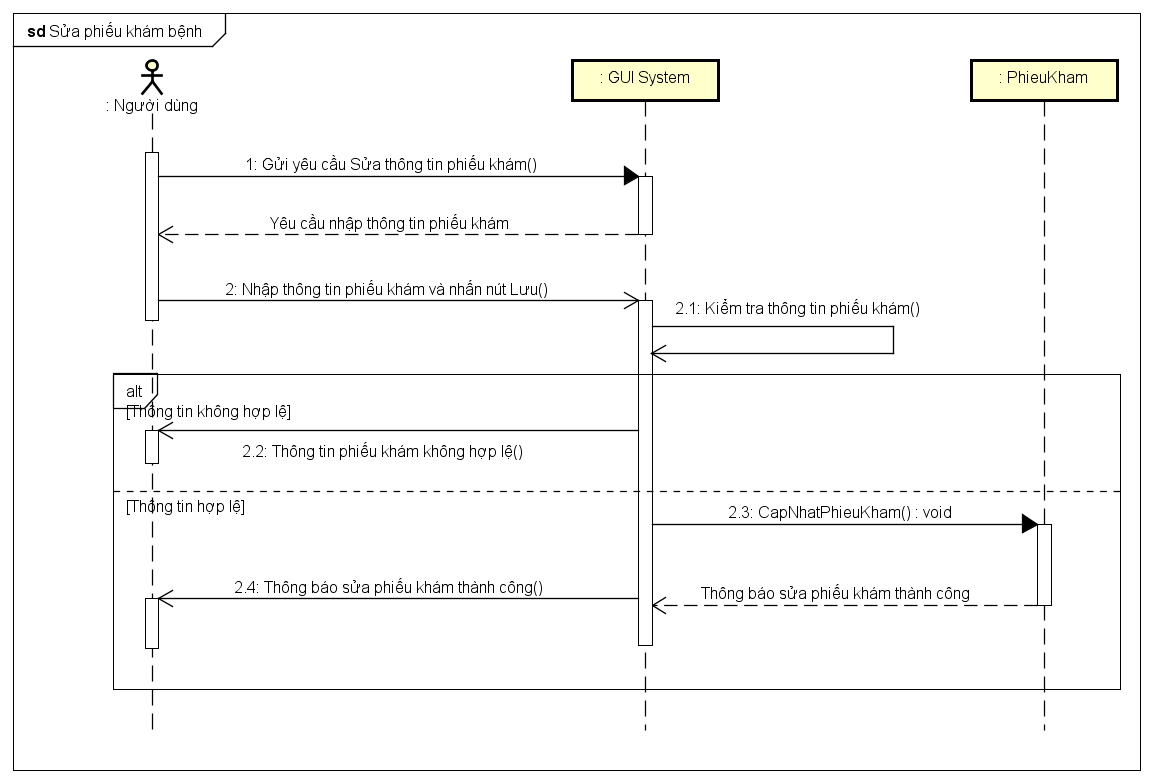 sd Sửa phiếu khám bệnh
: Người dùng
: GUI System
: PhieuKham
1: Gửi yêu cầu Sửa thông tin phiếu khám()
Yêu cầu nhập thông tin phiếu khám
2: Nhập thông tin phiếu khám và nhấn nút Lưu()
2.1: Kiểm tra thông tin phiếu khám()
alt
[Thông tin không hợp lệ]
2.2: Thông tin phiếu khám không hợp lệ()
[Thông tin hợp lệ]
2.3: CapNhatPhieuKham() : void
2.4: Thông báo sửa phiếu khám thành công()
Thông báo sửa phiếu khám thành công